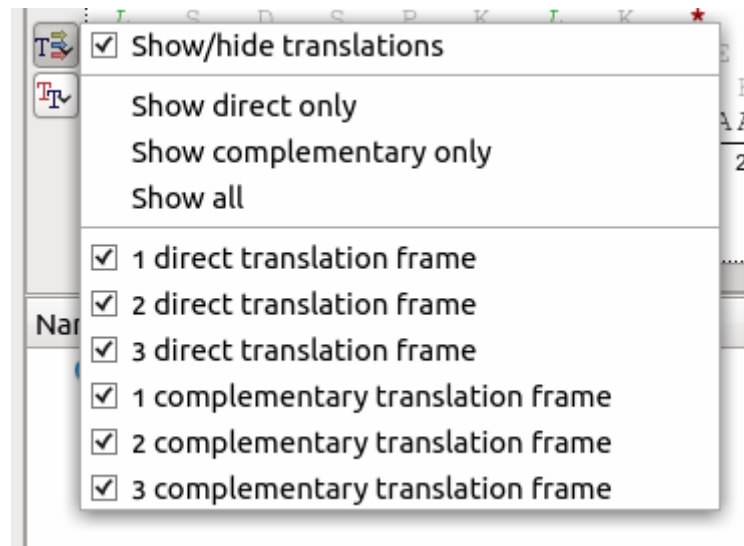 L S D S P K L K *
Show/hide translations
Show direct only
Show complementary only
Show all
1 direct translation frame
2 direct translation frame
3 direct translation frame
1 complementary translation frame
2 complementary translation frame
3 complementary translation frame